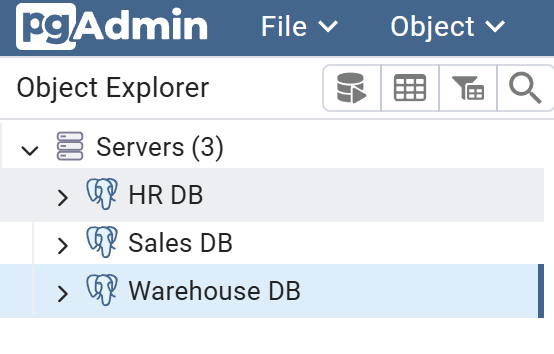 pgAdmin File Object
Object Explorer
Servers (3)
HR DB
Sales DB
Warehouse DB